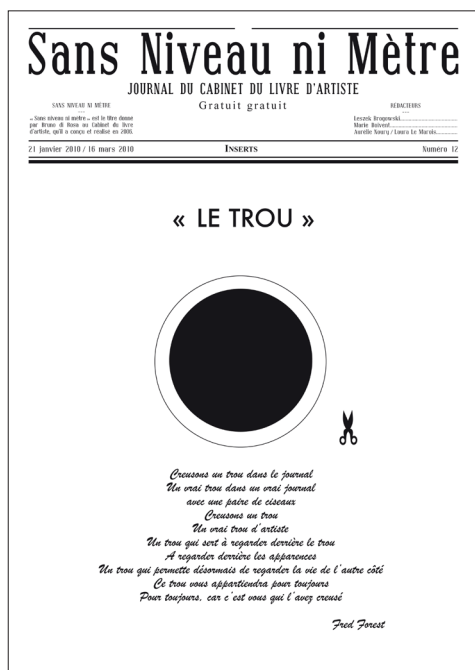 Sans Niveau ni Mètre
JOURNAL DU CABINET DU LIVRE D'ARTISTE
SANS NIVEAU NI MÈTRE
Gratuit gratuit
RÉDACTEURS
« Sans niveau ni mètre » est le titre donné
par Bruno di Rosa au Cabinet du livre
d'artiste, qu'il a conçu et réalisé en 2006.
Leszek Brogowski
Marie Boivent
Aurélie Noury / Laura Le Marais
21 janvier 2010 / 16 mars 2010
INSERTS
Numéro 12
« LE TROU »
Creusons un trou dans le journal
Un vrai trou dans un vrai journal
avec une paire de ciseaux
Creusons un trou
Un vrai trou d'artiste
Un trou qui sert à regarder derrière le trou
A regarder derrière les apparences
Un trou qui permette désormais de regarder la vie de l'autre côté
Ce trou vous appartiendra pour toujours
Pour toujours, car c'est vous qui l'avez creusé
Fred Forest